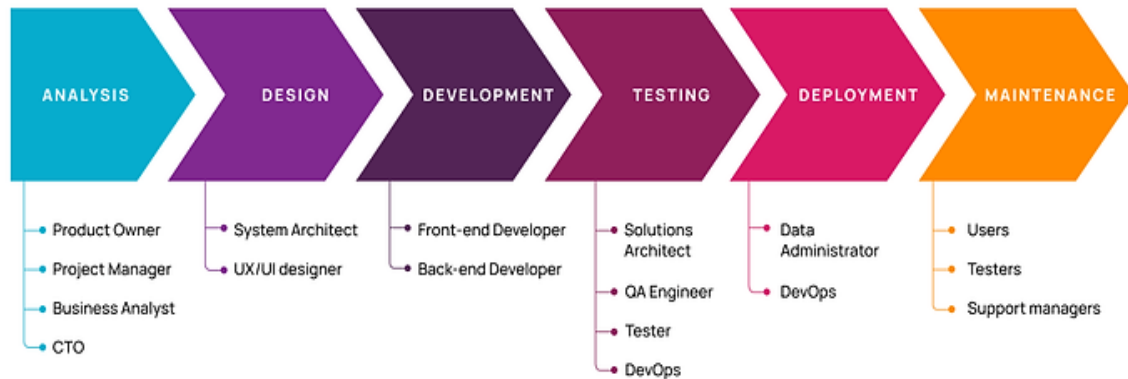 ANALYSIS
DESIGN
DEVELOPMENT
TESTING
DEPLOYMENT
MAINTENANCE
Product Owner
Project Manager
Business Analyst
CTO
System Architect
UX/UI designer
Front-end Developer
Back-end Developer
Solutions
Architect
QA Engineer
Tester
DevOps
Data
Administrator
DevOps
Users
Testers
Support managers